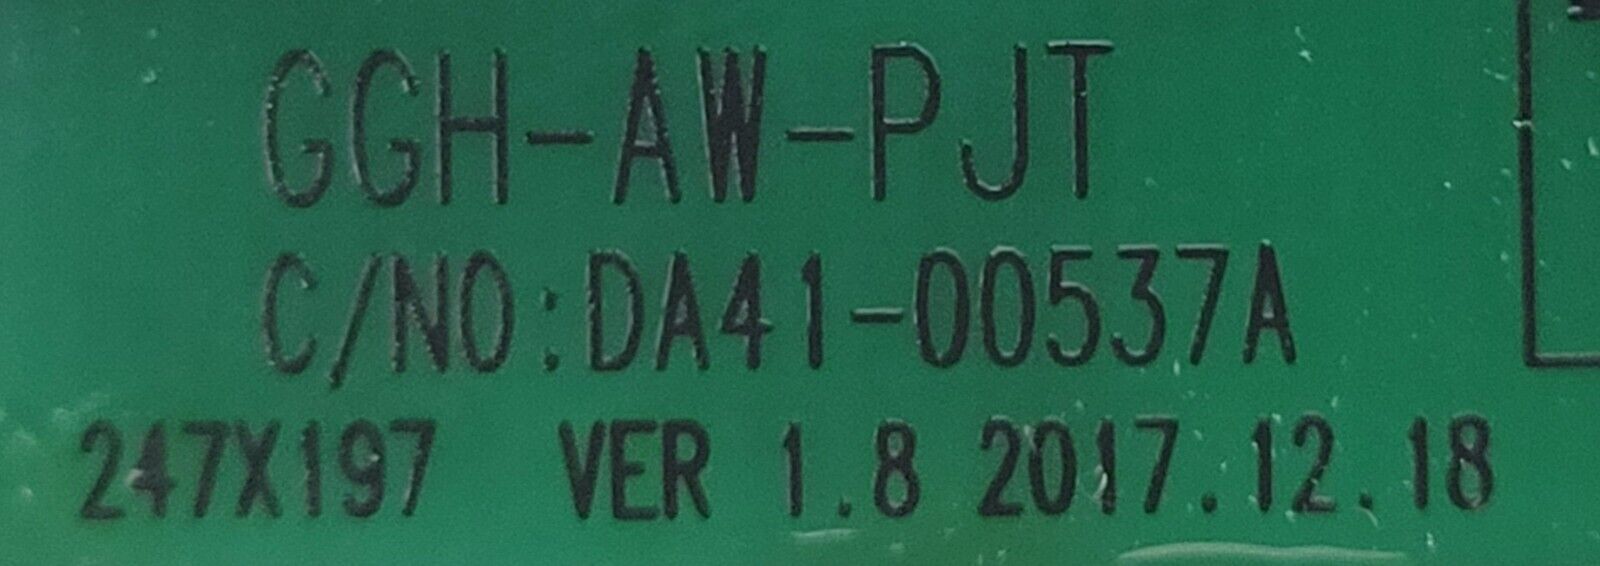 GGH-AW-PJT
C/NO:DA41-00537A
247X197 VER 1.8 2017.12.18